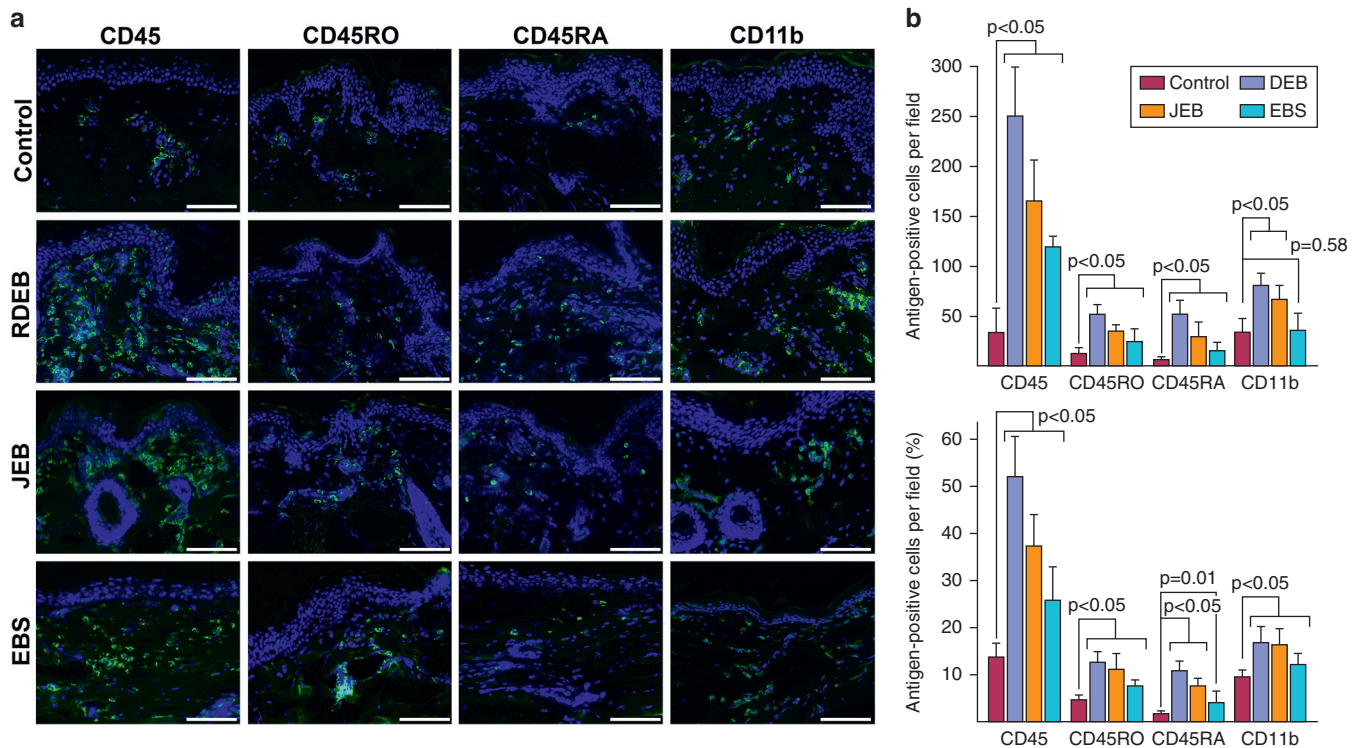 a
CD45 CD45RO CD45RA CD11b
Control
RDEB
JEB
EBS
b
p<0.05
300
250
200
150
100
50
Antigen-positive cells per field
Control DEB
JEB EBS
p<0.05
p<0.05
p<0.05
p=0.58
CD45 CD45RO CD45RA CD11b
p<0.05
60
50
40
30
20
10
Antigen-positive cells per field (%)
p<0.05
p=0.01
p<0.05
p<0.05
CD45 CD45RO CD45RA CD11b